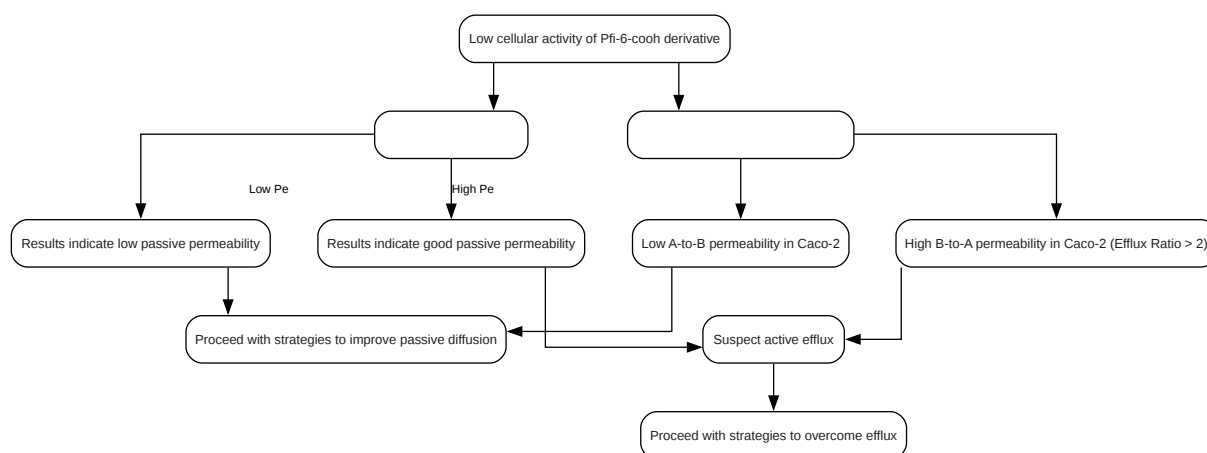 Low cellular activity of Pfi-6-cooh derivative
Low Pe
High Pe
Results indicate low passive permeability
Results indicate good passive permeability
Low A-to-B permeability in Caco-2
High B-to-A permeability in Caco-2 (Efflux Ratio > 2)
Proceed with strategies to improve passive diffusion
Suspect active efflux
Proceed with strategies to overcome efflux